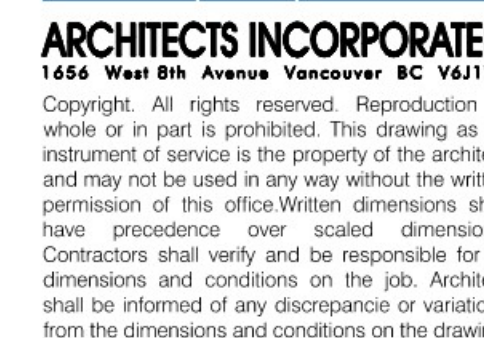 ARCHITECTS INCORPORATE
1656 West 8th Avenue Vancouver BC V6J1
Copyright. All rights reserved. Reproduction
whole or in part is prohibited. This drawing as
instrument of service is the property of the archite
and may not be used in any way without the writt
permission of this office.Written dimensions sh
have precedence over scaled dimensio
Contractors shall verify and be responsible for
dimensions and conditions on the job. Archite
shall be informed of any discrepancie or variatio
from the dimensions and conditions on the drawin